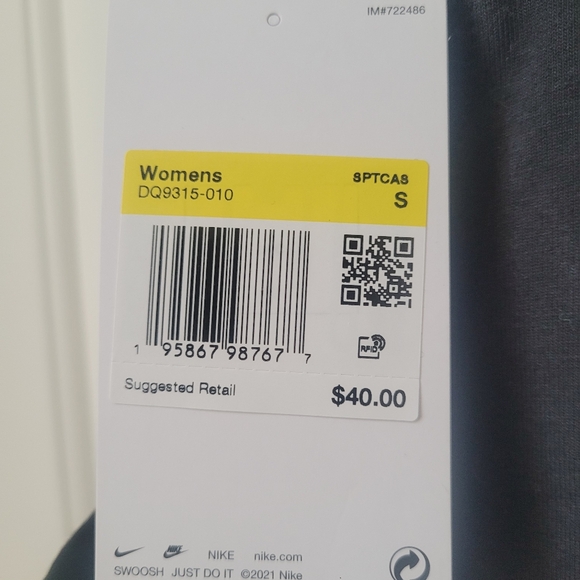 IM#722486
Womens
SPTCAS
DQ9315-010
S
1 95867 98767 7
RFID
Suggested Retail
$40.00
NIKE nike.com
SWOOSH JUST DO IT ©2021 Nike